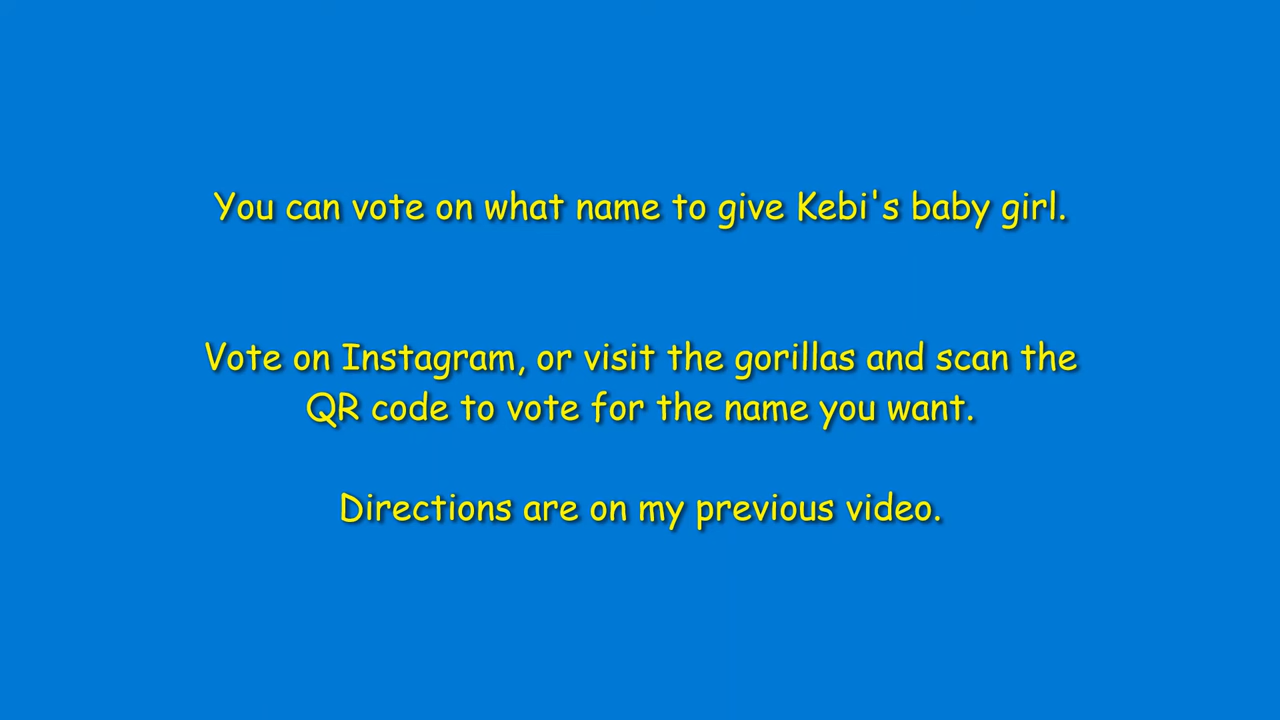 You can vote on what name to give Kebi's baby girl.
Vote on Instagram, or visit the gorillas and scan the
QR code to vote for the name you want.
Directions are on my previous video.